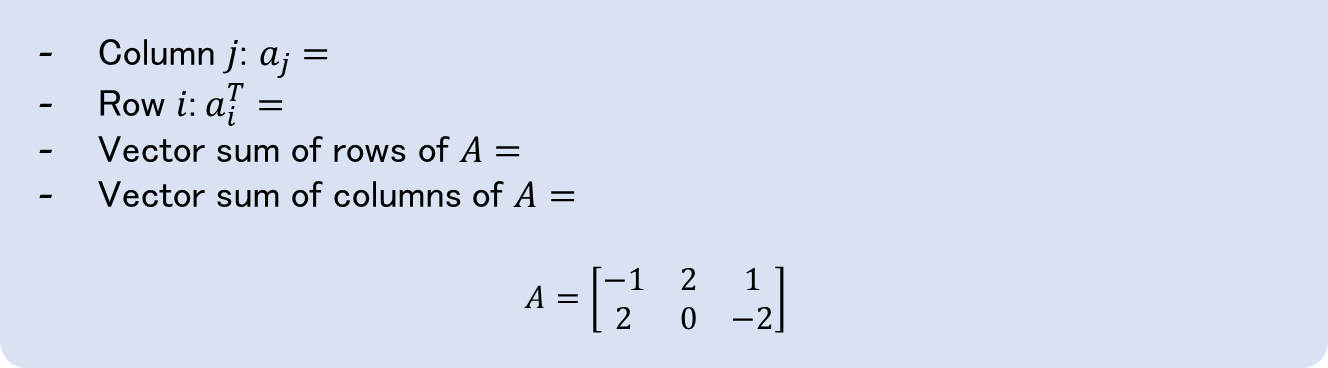 - Column j: a_j =
- Row i: a_i^T =
- Vector sum of rows of A =
- Vector sum of columns of A =
A = [−1 2 1
2 0 −2]